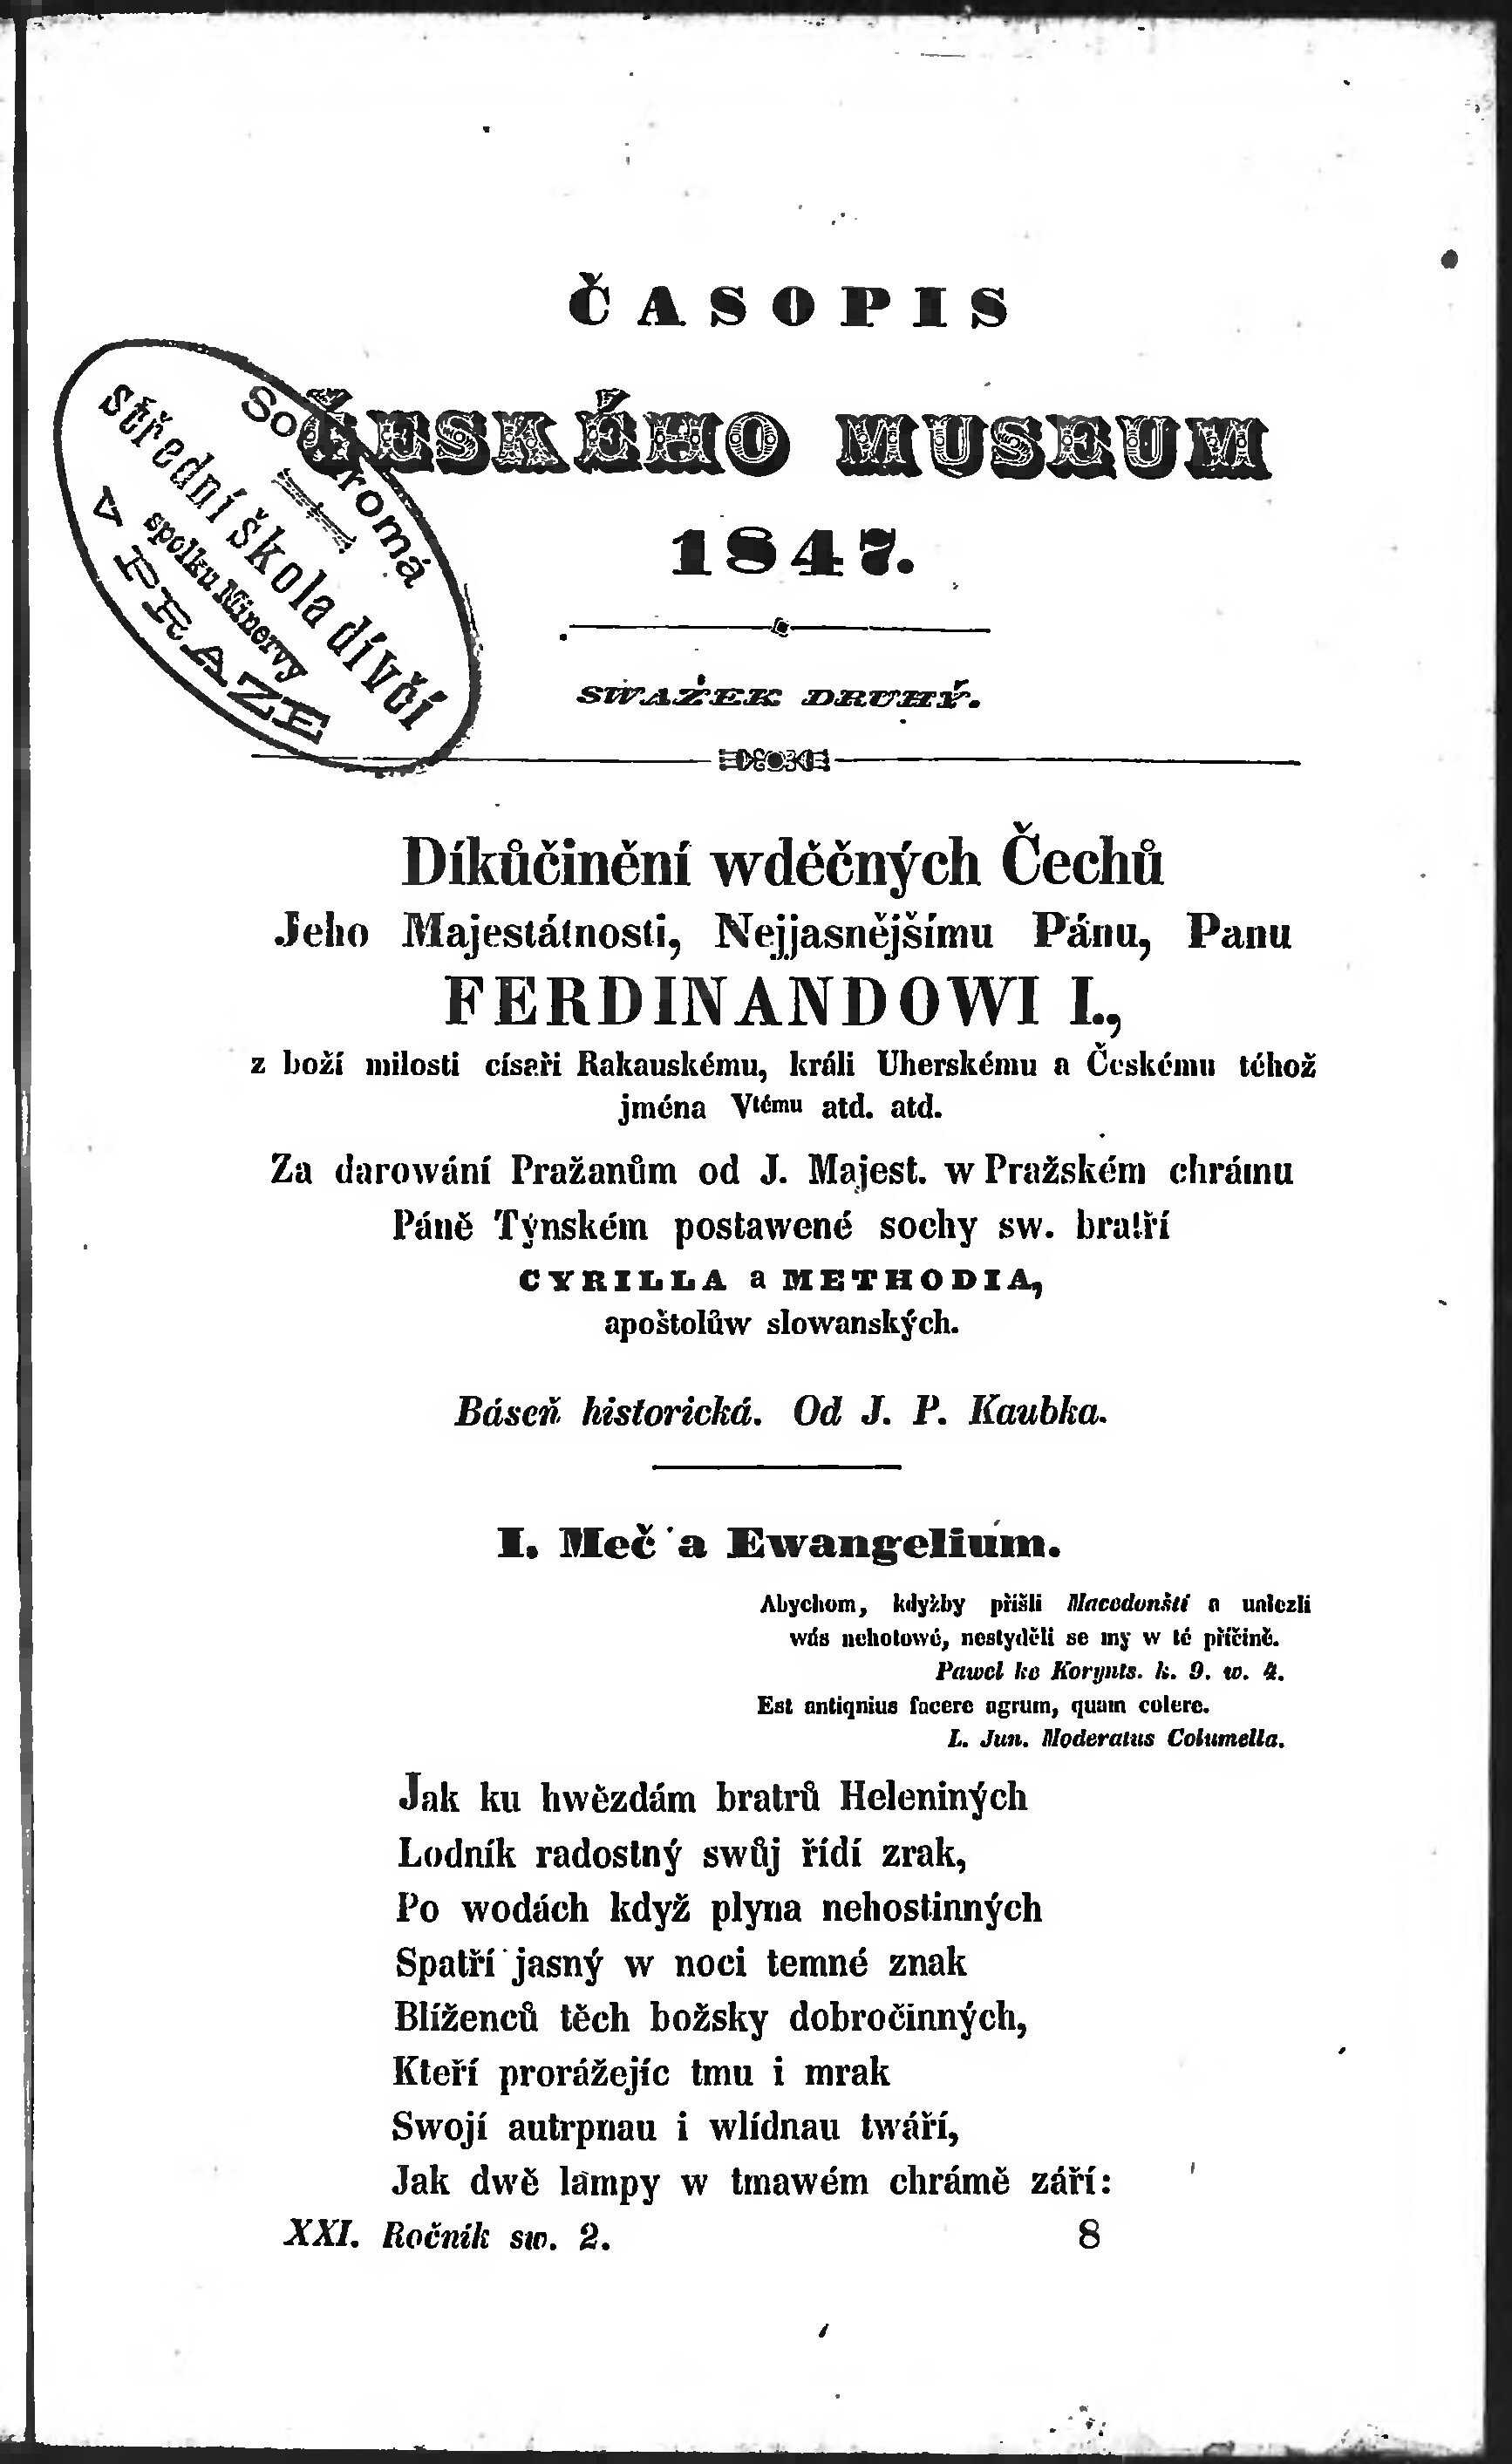 ČASOPIS
ČESKÉHO MUSEUM
1847.
Soukromá
střední škola dívčí
spolku Minervy
V PRAZE
SWAZEK DRUHÝ.
Díkůčinění wděčných Čechů
Jeho Majestátnosti, Nejjasnějšímu Pánu, Panu
FERDINANDOWI I.,
z boží milosti císaři Rakauskému, králi Uherskému a Českému téhož
jména Vtému atd. atd.
Za darowání Pražanům od J. Majest. w Pražském chrámu
Páně Týnském postawené sochy sw. bratří
CYRILLA a METHODIA,
apoštolůw slowanských.
Báseň historická. Od J. P. Kaubka.
I. Meč a Ewangelium.
Abychom, kdyžby přišli Macedonští a nalezli
wás nehotowé, nestyděli se my w té příčině.
Pawel ke Korynts. k. 9. w. 4.
Est antiqnius facere agrum, quam colere.
L. Jun. Moderatus Columella.
Jak ku hwězdám bratrů Heleniných
Lodník radostný swůj řídí zrak,
Po wodách když plyna nehostinných
Spatří jasný w noci temné znak
Blíženců těch božsky dobročinných,
Kteří prorážejíc tmu i mrak
Swojí autrpnau i wlídnau twáří,
Jak dwě lampy w tmawém chrámě září:
XXI. Ročník sw. 2. 8